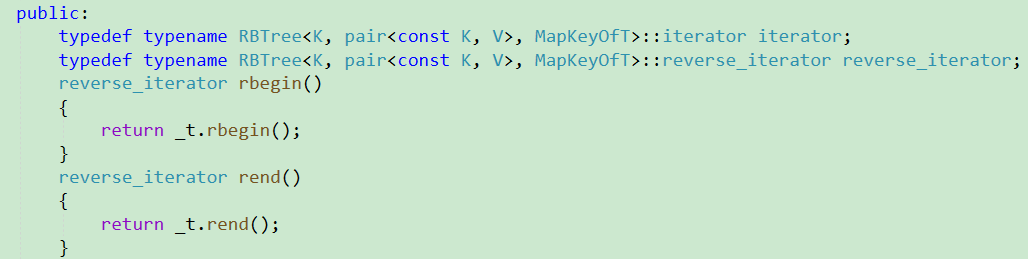 public:
    typedef typename RBTree<K, pair<const K, V>, MapKeyOfT>::iterator iterator;
    typedef typename RBTree<K, pair<const K, V>, MapKeyOfT>::reverse_iterator reverse_iterator;
    reverse_iterator rbegin()
    {
        return _t.rbegin();
    }
    reverse_iterator rend()
    {
        return _t.rend();
    }